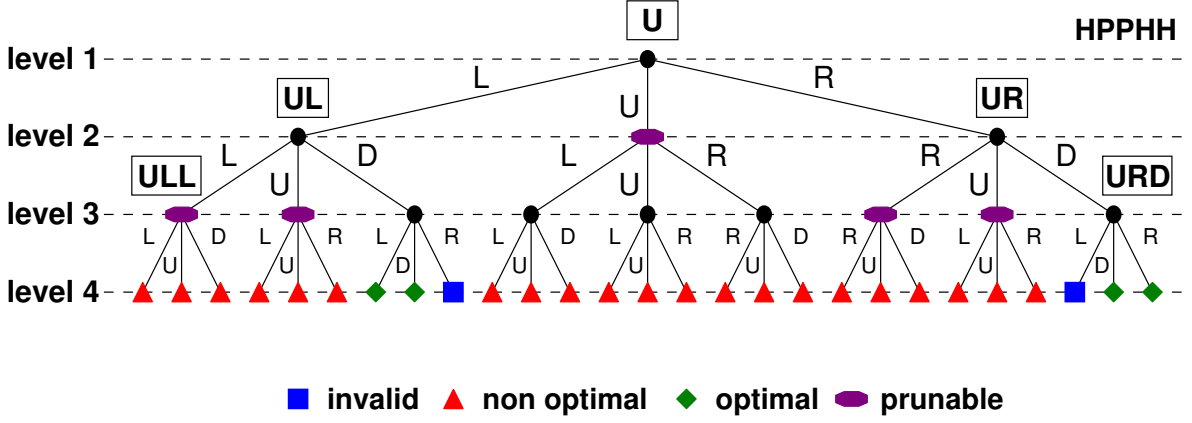 U
HPPHH
level 1
L
R
UL
U
UR
level 2
L
D
L
R
R
D
ULL
U
U
U
URD
level 3
L
D
L
R
L
R
L
D
L
R
R
D
R
D
L
R
L
R
U
U
D
U
U
U
U
U
D
level 4
invalid
non optimal
optimal
prunable